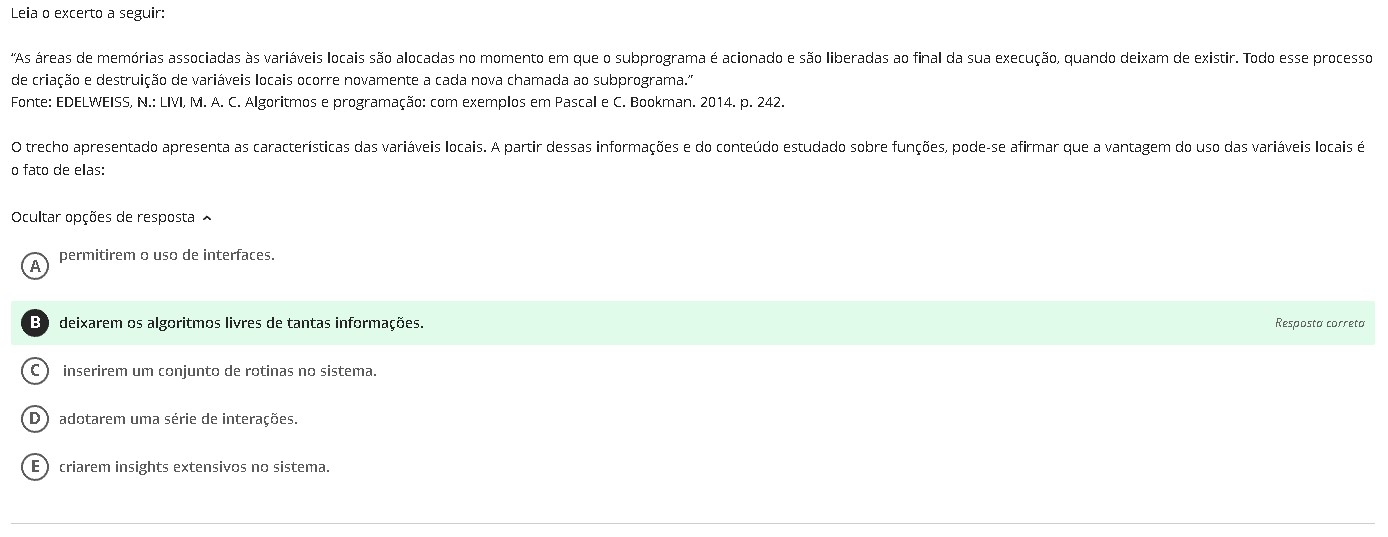 Leia o excerto a seguir:
“As áreas de memórias associadas às variáveis locais são alocadas no momento em que o subprograma é acionado e são liberadas ao final da sua execução, quando deixam de existir. Todo esse processo
de criação e destruição de variáveis locais ocorre novamente a cada nova chamada ao subprograma.”
Fonte: EDELWEISS, N.: LIVI, M. A. C. Algoritmos e programação: com exemplos em Pascal e C. Bookman. 2014. p. 242.
O trecho apresentado apresenta as características das variáveis locais. A partir dessas informações e do conteúdo estudado sobre funções, pode-se afirmar que a vantagem do uso das variáveis locais é
o fato de elas:
Ocultar opções de resposta
A permitirem o uso de interfaces.
B deixarem os algoritmos livres de tantas informações. Resposta correta
C inserirem um conjunto de rotinas no sistema.
D adotarem uma série de interações.
E criarem insights extensivos no sistema.